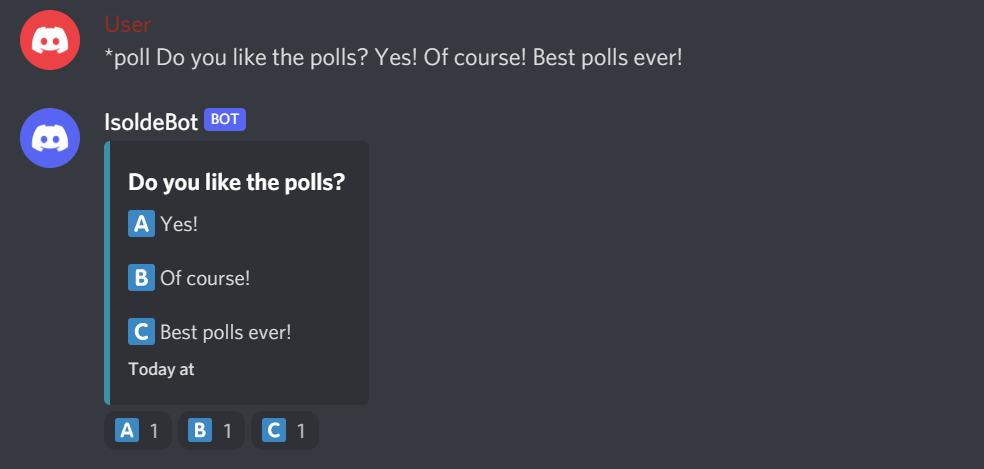 User
*poll Do you like the polls? Yes! Of course! Best polls ever!
IsoldeBot BOT
Do you like the polls?
A Yes!
B Of course!
C Best polls ever!
Today at
A 1 B 1 C 1